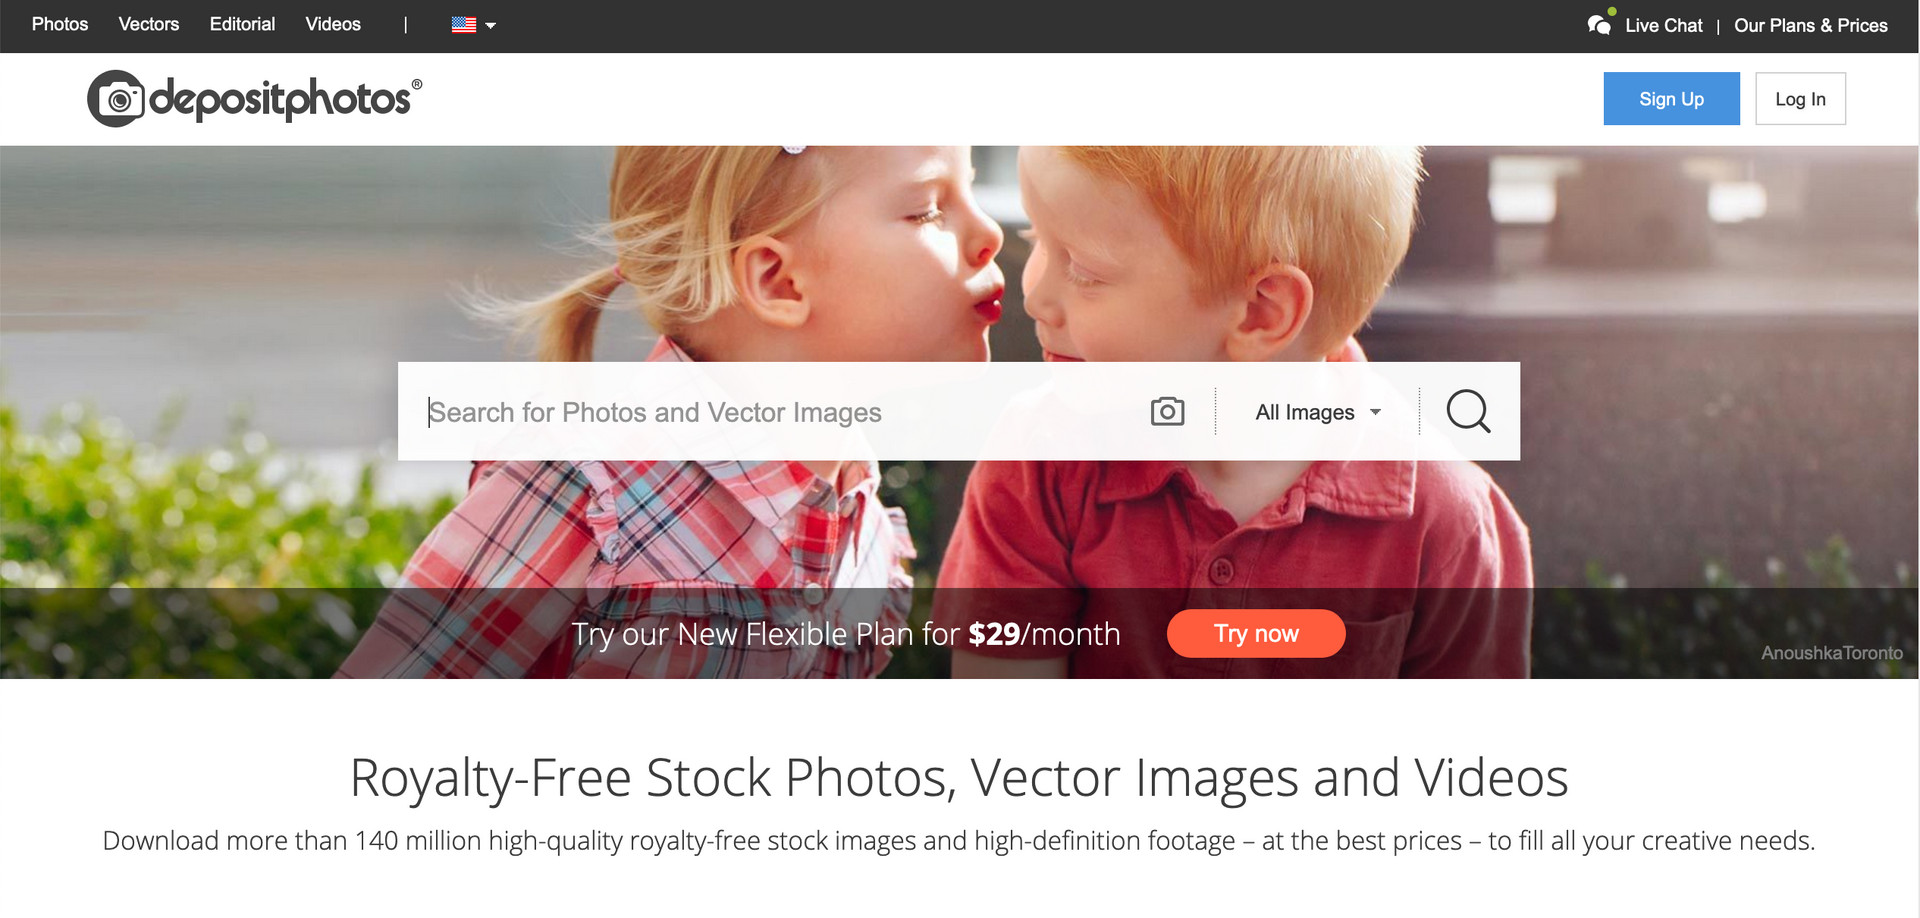 Photos Vectors Editorial Videos | Live Chat | Our Plans & Prices
depositphotos® Sign Up Log In
Search for Photos and Vector Images All Images
Try our New Flexible Plan for $29/month Try now
AnoushkaToronto
Royalty-Free Stock Photos, Vector Images and Videos
Download more than 140 million high-quality royalty-free stock images and high-definition footage – at the best prices – to fill all your creative needs.